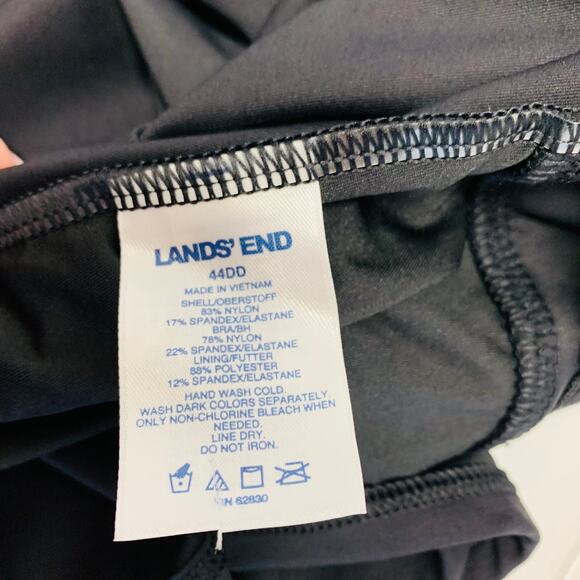 LANDS' END
44DD
MADE IN VIETNAM
SHELL/OBERSTOFF
83% NYLON
17% SPANDEX/ELASTANE
BRA/BH
78% NYLON
22% SPANDEX/ELASTANE
LINING/FUTTER
88% POLYESTER
12% SPANDEX/ELASTANE
HAND WASH COLD.
WASH DARK COLORS SEPARATELY.
ONLY NON-CHLORINE BLEACH WHEN
NEEDED.
LINE DRY.
DO NOT IRON.
62830